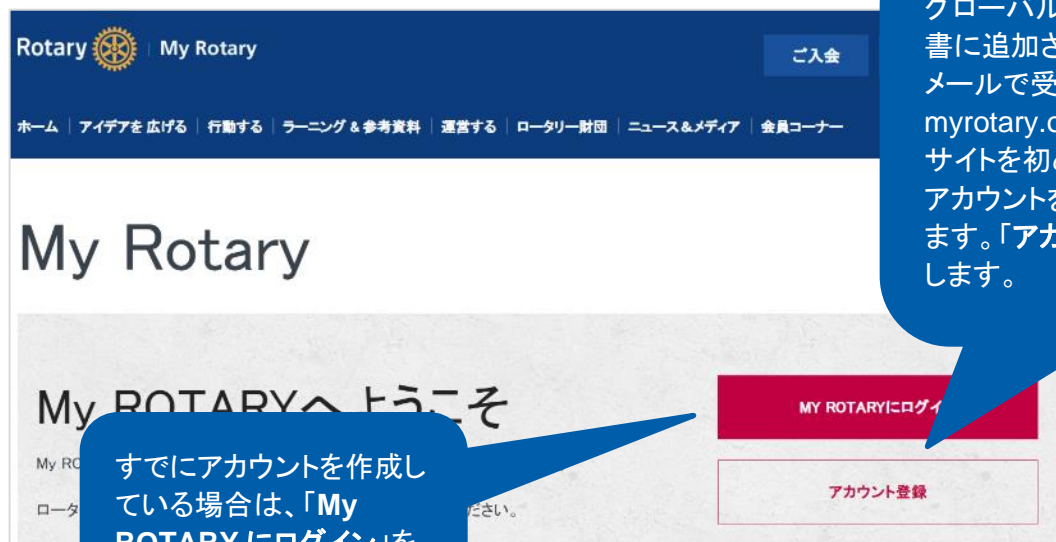 Rotary My Rotary
ご入会
ホーム アイデアを広げる 行動する ラーニング & 参考資料 運営する ロータリー財団 ニュース&メディア 会員コーナー
グローバル
書に追加さ
メールで受
myrotary.
サイトを初
アカウントを
ます。「アカ
します。
My Rotary
My ROTARYへようこそ
MY ROTARYにログイ
My RO
アカウント登録
ロータ
ださい。
すでにアカウントを作成し
ている場合は、「My
ROTARY にログイン」を